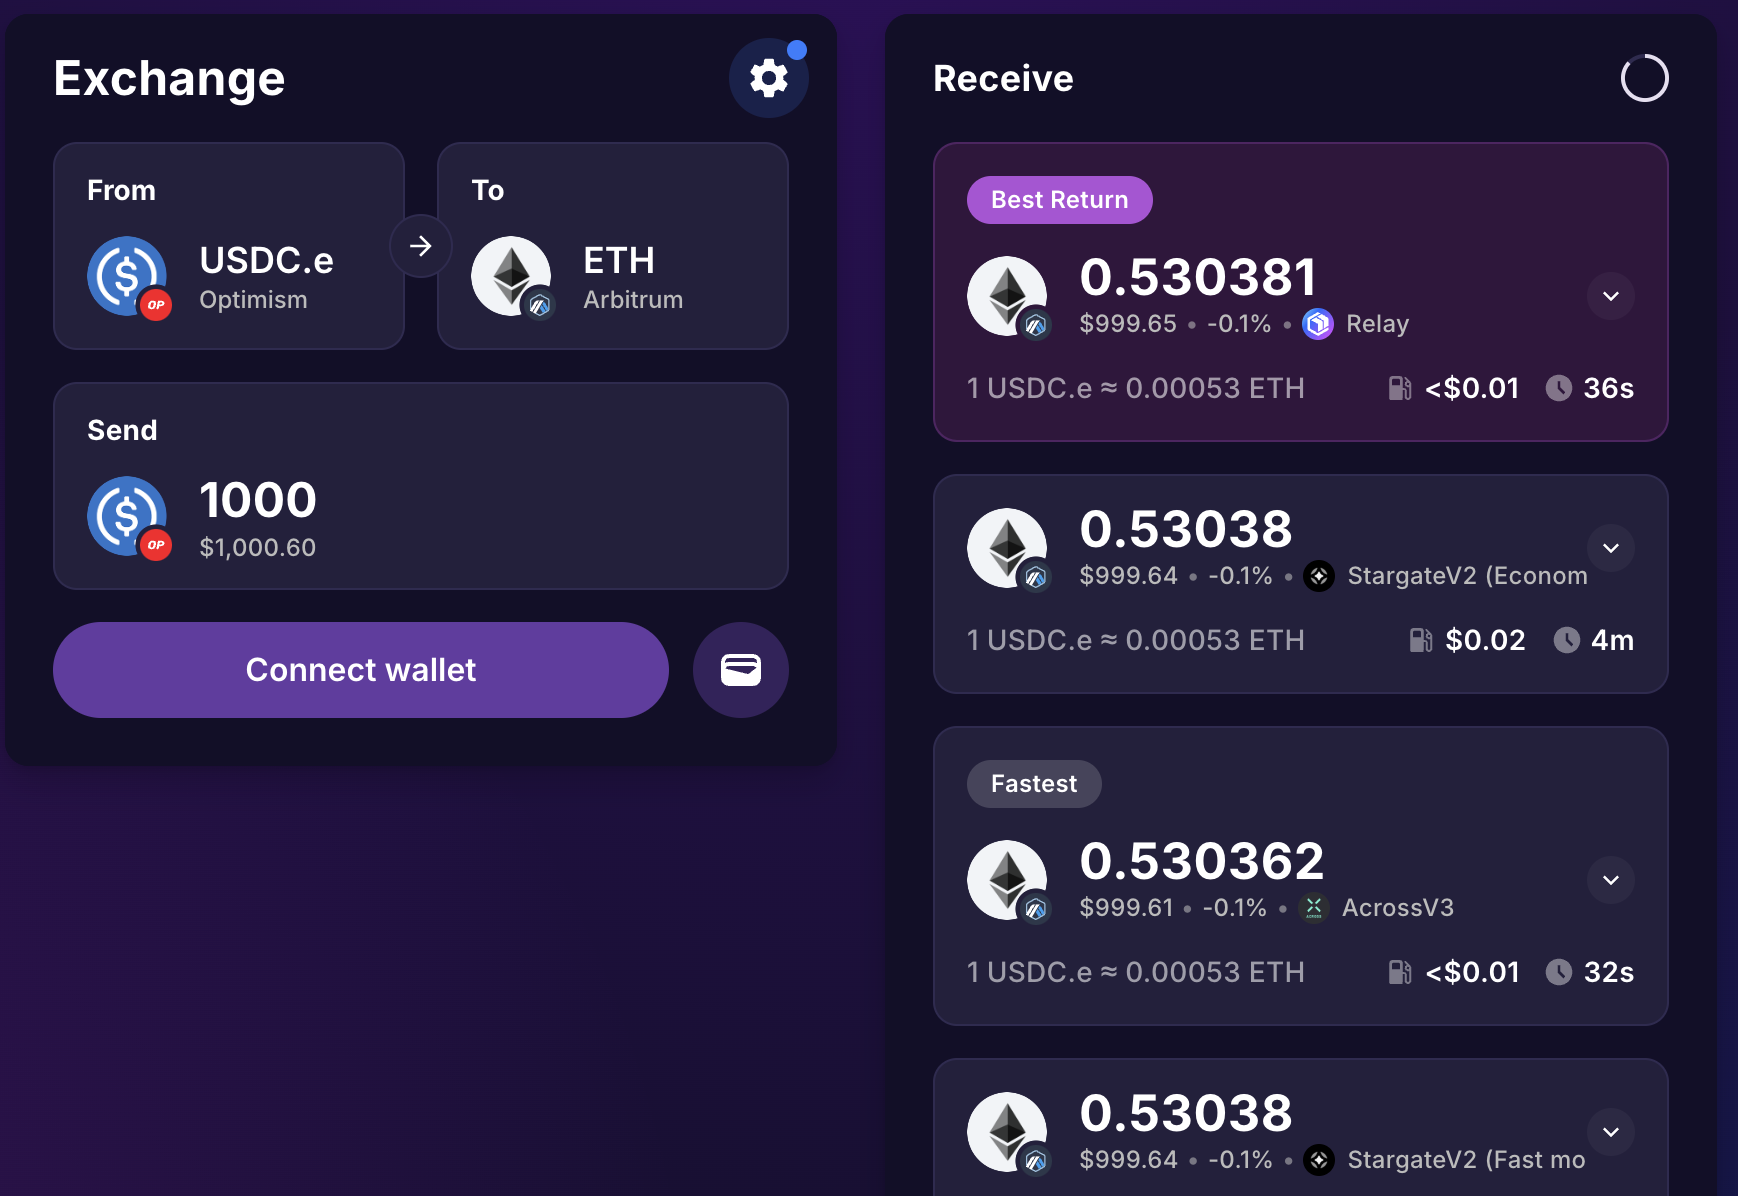 Exchange
From
USDC.e
Optimism
OP
To
ETH
Arbitrum
Send
1000
$1,000.60
OP
Connect wallet
Receive
Best Return
0.530381
$999.65 • -0.1% • Relay
1 USDC.e ≈ 0.00053 ETH <$0.01 36s
0.53038
$999.64 • -0.1% • StargateV2 (Econom
1 USDC.e ≈ 0.00053 ETH $0.02 4m
Fastest
0.530362
$999.61 • -0.1% • ACROSS AcrossV3
1 USDC.e ≈ 0.00053 ETH <$0.01 32s
0.53038
$999.64 • -0.1% • StargateV2 (Fast mo